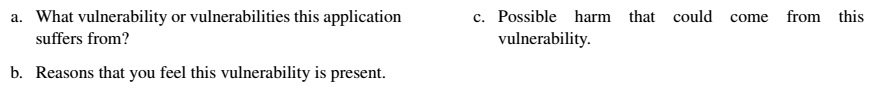 a. What vulnerability or vulnerabilities this application
suffers from?
b. Reasons that you feel this vulnerability is present.
c. Possible harm that could come from this
vulnerability.